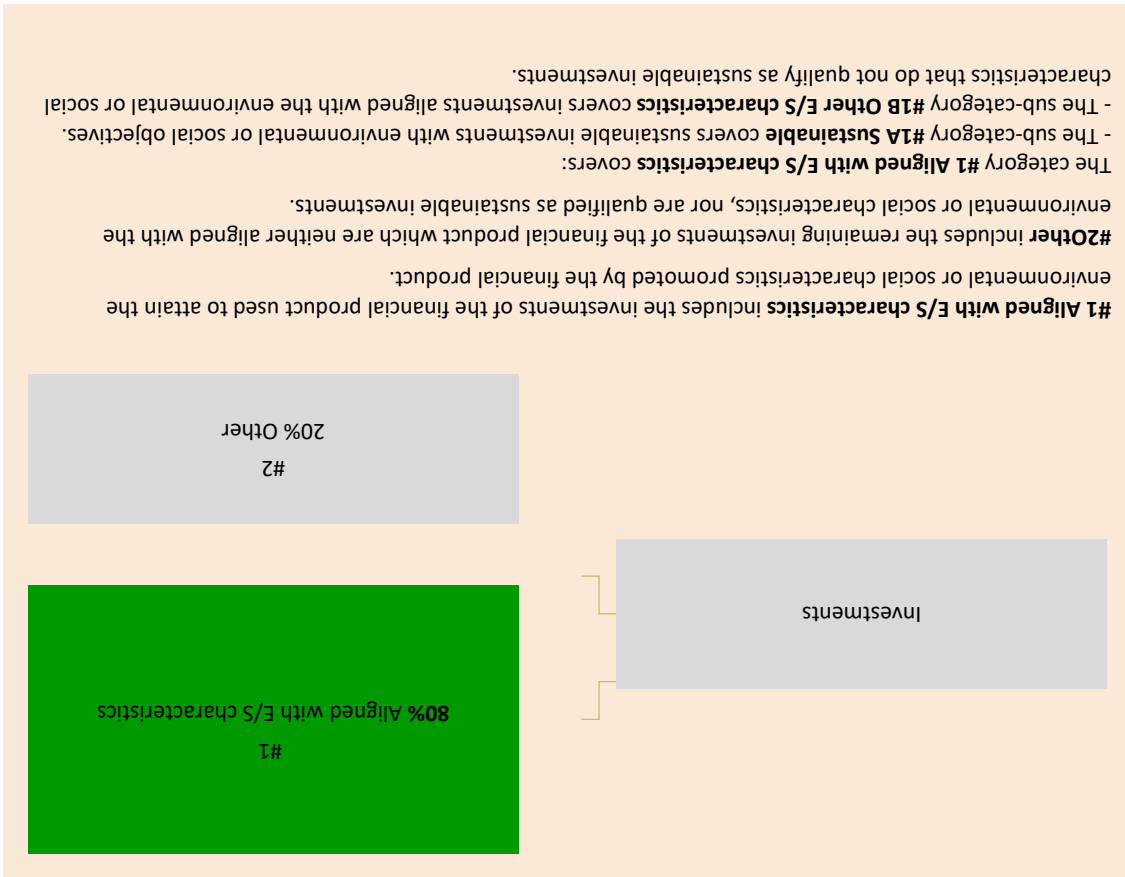 #1
80% Aligned with E/S characteristics
Investments
#2
20% Other
#1 Aligned with E/S characteristics includes the investments of the financial product used to attain the
environmental or social characteristics promoted by the financial product.
#2Other includes the remaining investments of the financial product which are neither aligned with the
environmental or social characteristics, nor are qualified as sustainable investments.
The category #1 Aligned with E/S characteristics covers:
- The sub-category #1A Sustainable covers sustainable investments with environmental or social objectives.
- The sub-category #1B Other E/S characteristics covers investments aligned with the environmental or social
characteristics that do not qualify as sustainable investments.